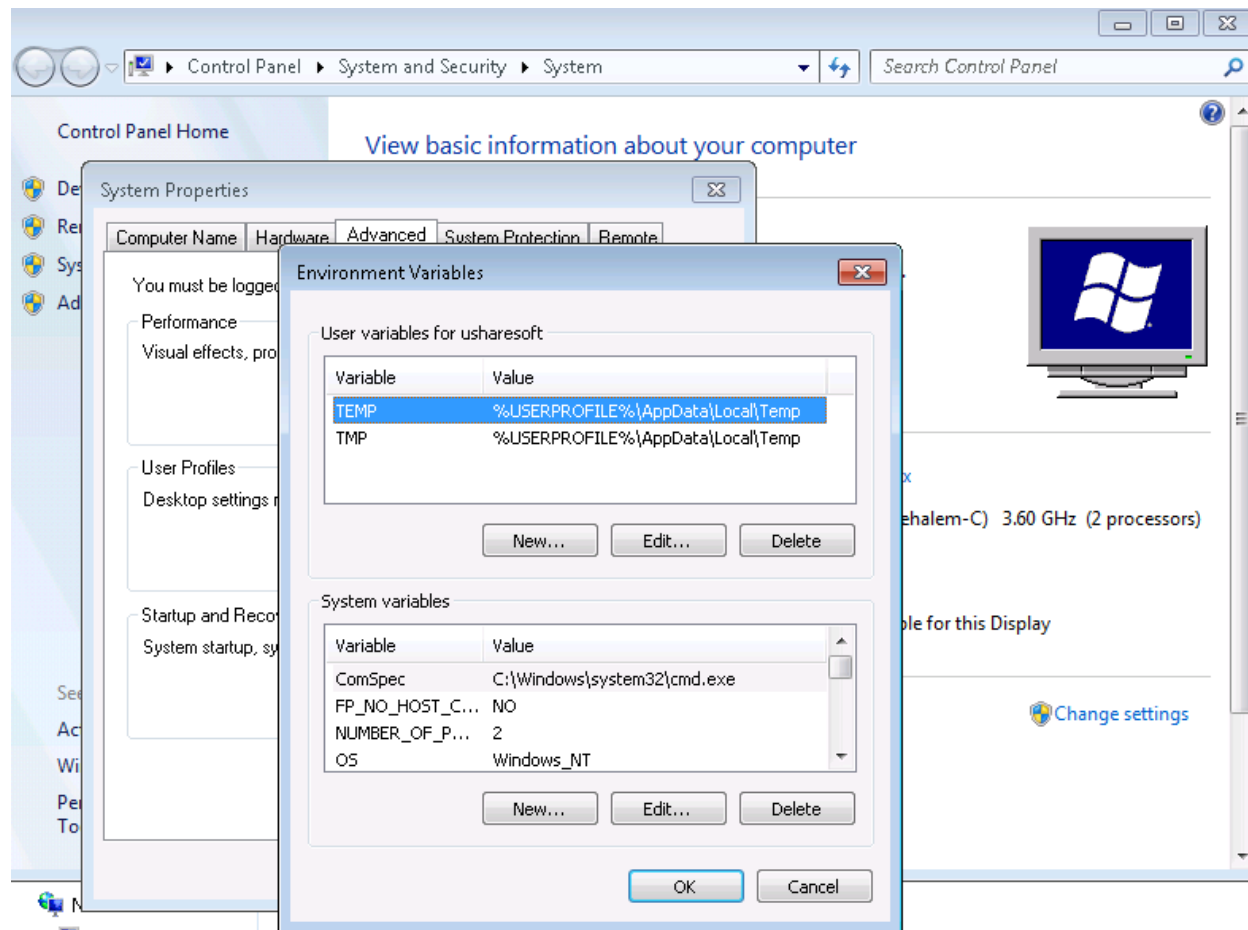 Control Panel ▸ System and Security ▸ System
Search Control Panel
Control Panel Home
View basic information about your computer
System Properties
Computer Name Hardware Advanced System Protection Remote
Environment Variables
You must be logged
Performance
Visual effects, pro
User variables for usharesoft
Variable Value
TEMP %USERPROFILE%\AppData\Local\Temp
TMP %USERPROFILE%\AppData\Local\Temp
User Profiles
Desktop settings
New... Edit... Delete
ehalem-C) 3.60 GHz (2 processors)
System variables
Startup and Reco
System startup, sy
ble for this Display
Variable Value
ComSpec C:\Windows\system32\cmd.exe
FP_NO_HOST_C... NO
NUMBER_OF_P... 2
OS Windows_NT
Change settings
New... Edit... Delete
OK Cancel